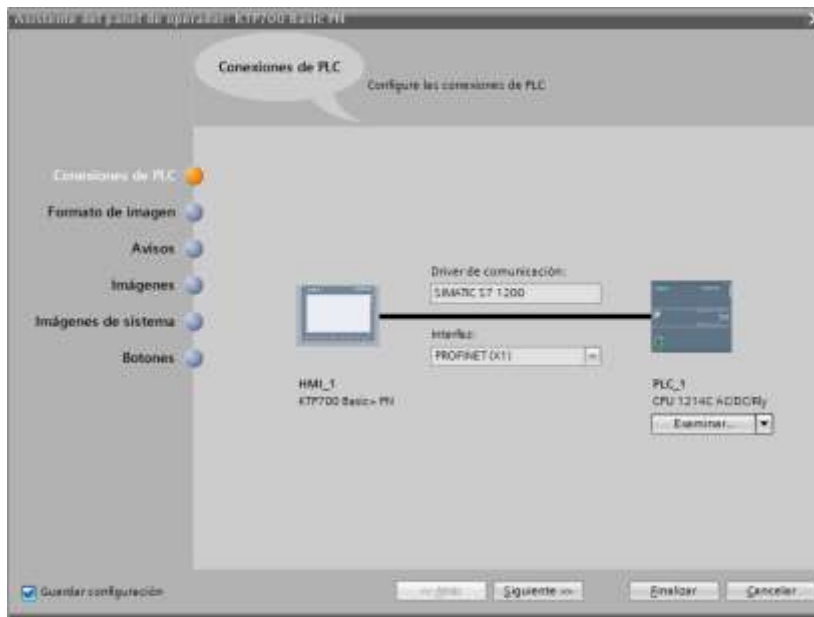 Asistente del panel de operador: KTP700 Basic PN
Conexiones de PLC
Configure las conexiones de PLC
Conexiones de PLC
Formato de imagen
Avisos
Imágenes
Imágenes de sistema
Botones
Driver de comunicación:
SIMATIC S7 1200
Interfaz:
PROFINET (X1)
HMI_1
KTP700 Basic PN
PLC_1
CPU 1214C AC/DC/Rly
Examinar...
Guardar configuración
<< Atrás
Siguiente >>
Finalizar
Cancelar